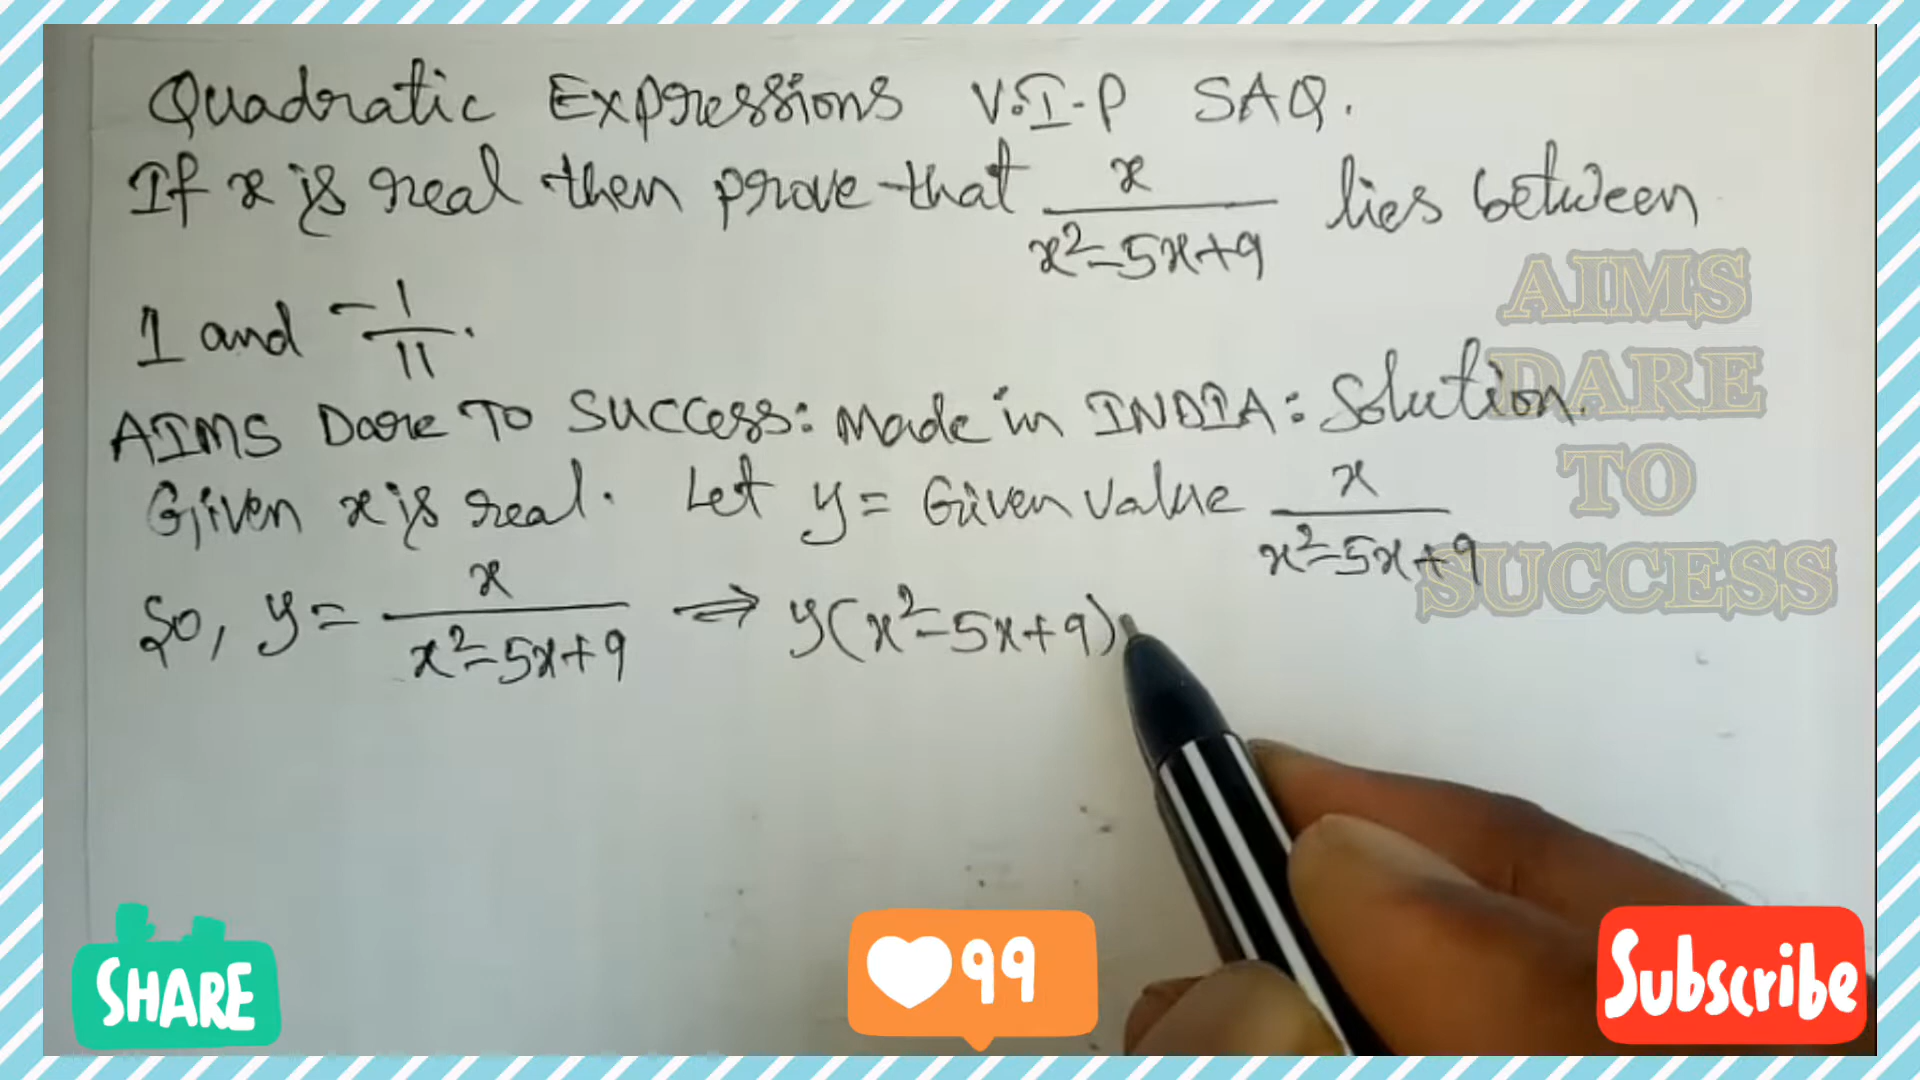 Quadratic Expressions V.I.P SAQ.
If x is real then prove that x/(x²-5x+9) lies between
1 and -1/11.
AIMS Dare To Success: Made in INDIA: Solution.
Given x is real. Let y = Given value x/(x²-5x+9)
So, y = x/(x²-5x+9) ⇒ y(x²-5x+9)
AIMS
DARE
TO
SUCCESS
SHARE
99
Subscribe